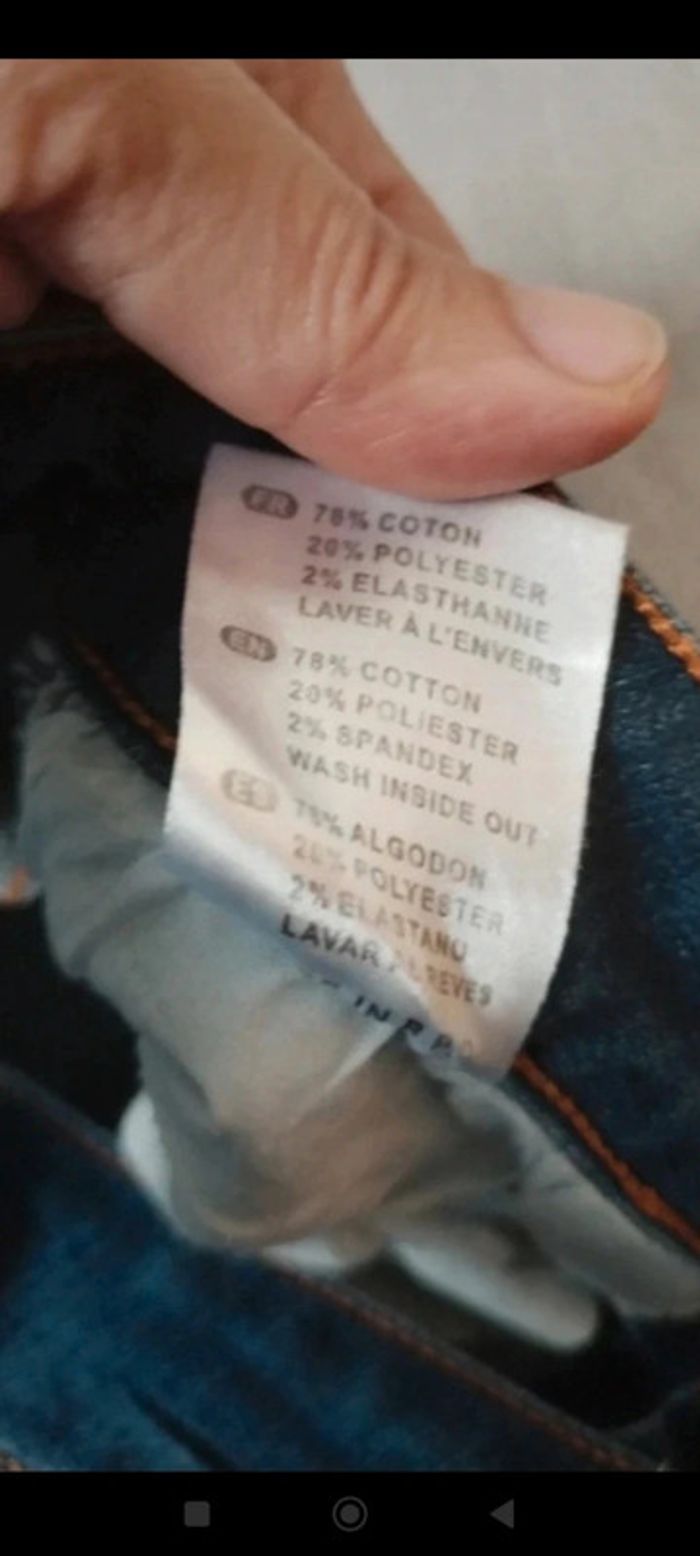 FR 78% COTON
20% POLYESTER
2% ELASTHANNE
LAVER À L'ENVERS
EN 78% COTTON
20% POLIESTER
2% SPANDEX
WASH INSIDE OUT
ES 78% ALGODON
20% POLYESTER
2% ELASTANO
LAVAR REVES
IN